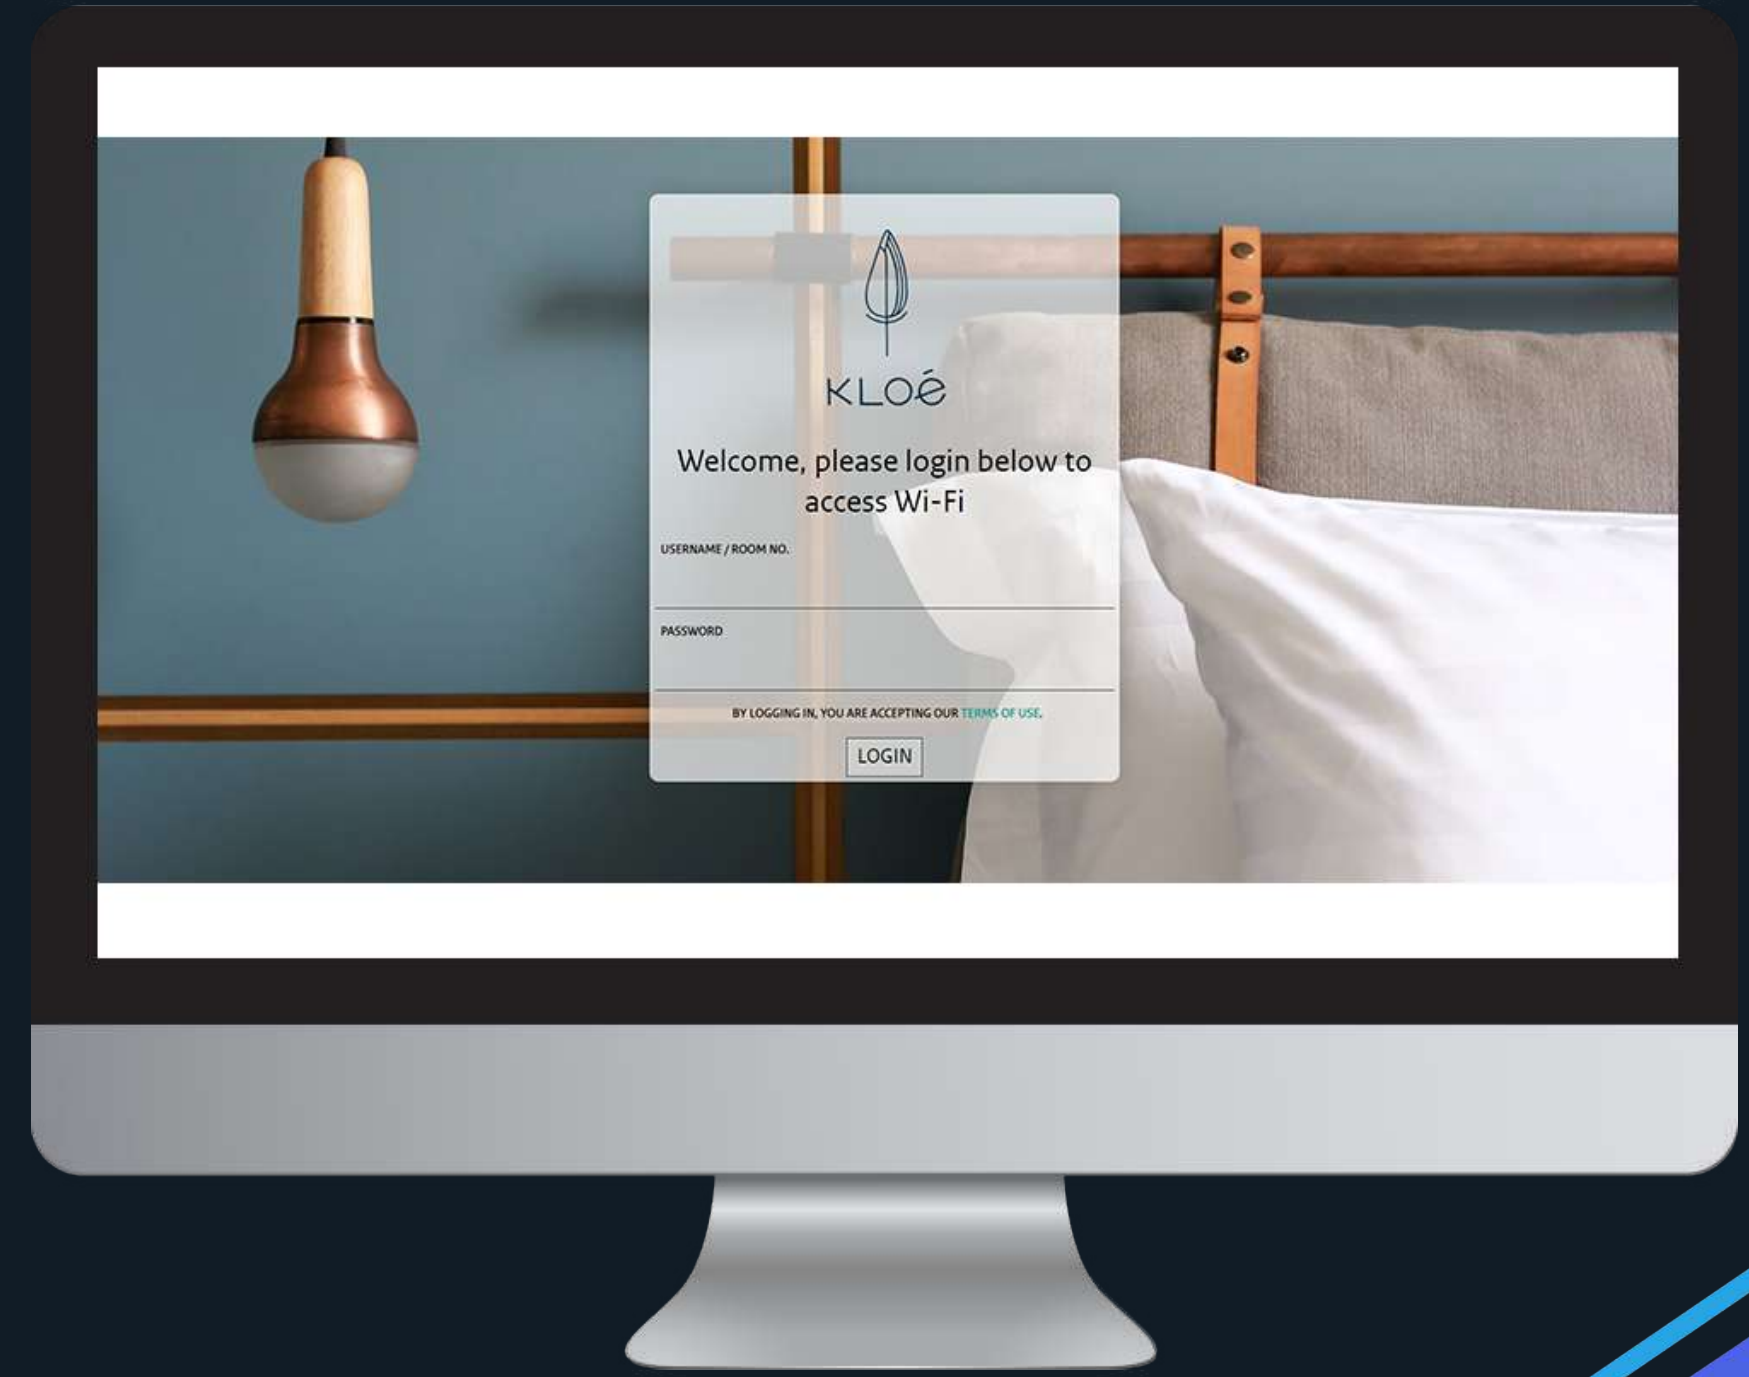 KLOé
Welcome, please login below to
access Wi-Fi
USERNAME / ROOM NO.
PASSWORD
BY LOGGING IN, YOU ARE ACCEPTING OUR TERMS OF USE.
LOGIN